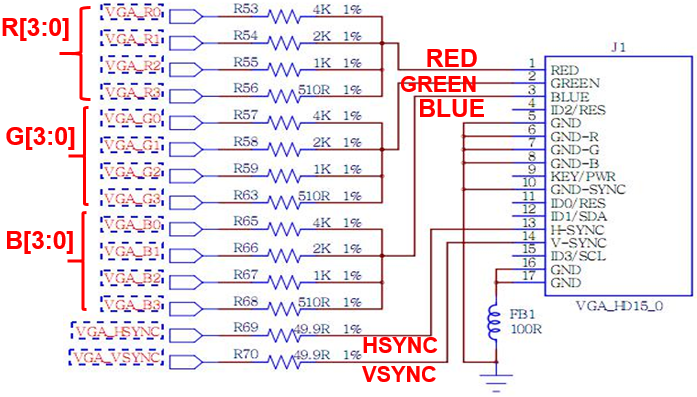 R[3:0]
VGA_R0 R53 4K 1%
VGA_R1 R54 2K 1%
VGA_R2 R55 1K 1%
VGA_R3 R56 510R 1%
G[3:0]
VGA_G0 R57 4K 1%
VGA_G1 R58 2K 1%
VGA_G2 R59 1K 1%
VGA_G3 R63 510R 1%
B[3:0]
VGA_B0 R65 4K 1%
VGA_B1 R66 2K 1%
VGA_B2 R67 1K 1%
VGA_B3 R68 510R 1%
VGA_HSYNC R69 49.9R 1%
VGA_VSYNC R70 49.9R 1%
RED
GREEN
BLUE
HSYNC
VSYNC
J1
1 RED
2 GREEN
3 BLUE
4 ID2/RES
5 GND
6 GND-R
7 GND-G
8 GND-B
9 KEY/PWR
10 GND-SYNC
11 ID0/RES
12 ID1/SDA
13 H-SYNC
14 V-SYNC
15 ID3/SCL
16 GND
17 GND
VGA_HD15_0
FB1
100R